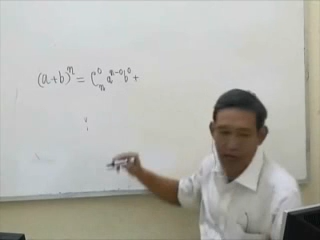 (a+b)^n = C_n^0 a^{n-0} b^0 +